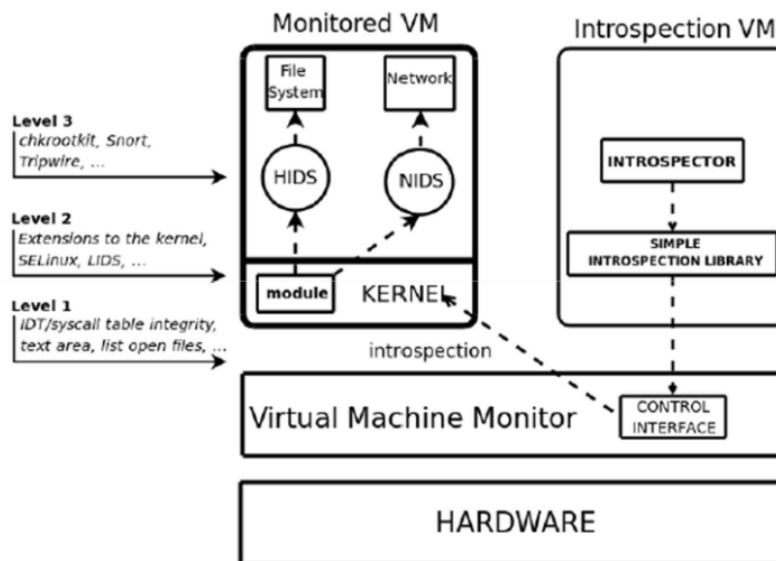 Monitored VM
Introspection VM
File
System
Network
Level 3
chkrootkit, Snort,
Tripwire, ...
HIDS
NIDS
INTROSPECTOR
Level 2
Extensions to the kernel,
SELinux, LIDS, ...
SIMPLE
INTROSPECTION LIBRARY
module
KERNEL
Level 1
IDT/syscall table integrity,
text area, list open files, ...
introspection
Virtual Machine Monitor
CONTROL
INTERFACE
HARDWARE